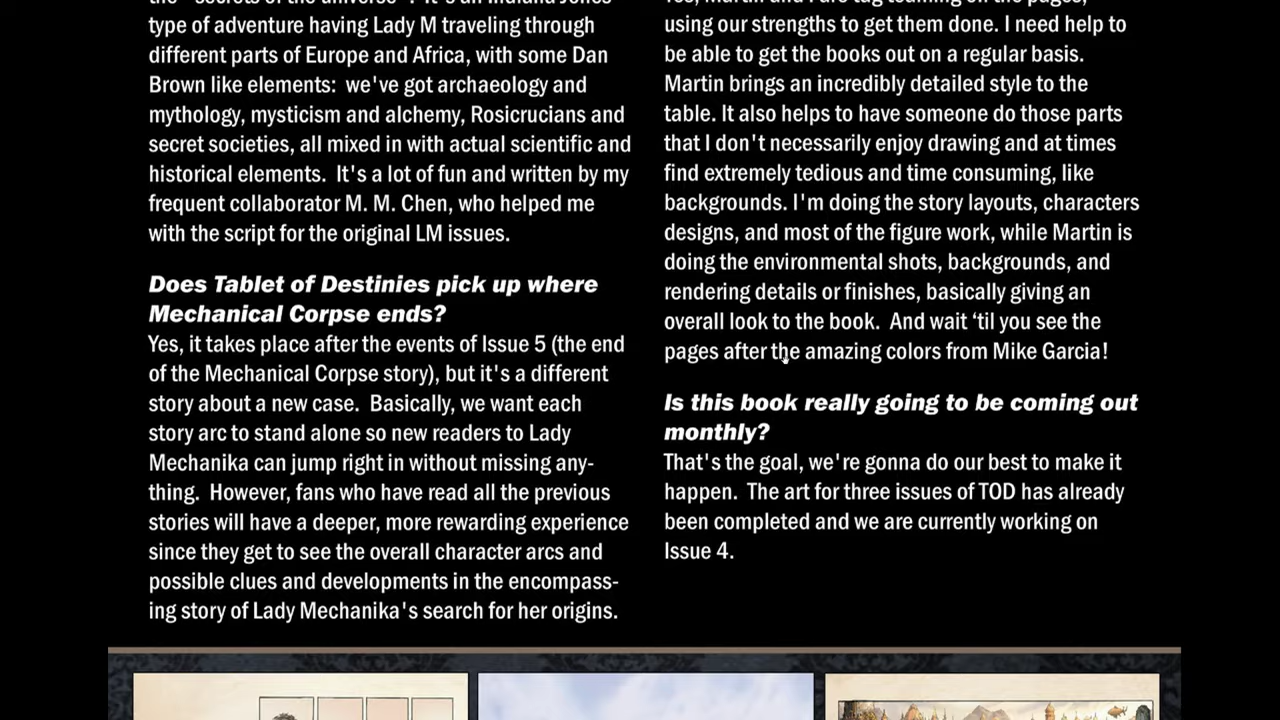 type of adventure having Lady M traveling through
different parts of Europe and Africa, with some Dan
Brown like elements:  we've got archaeology and
mythology, mysticism and alchemy, Rosicrucians and
secret societies, all mixed in with actual scientific and
historical elements.  It's a lot of fun and written by my
frequent collaborator M. M. Chen, who helped me
with the script for the original LM issues.
Does Tablet of Destinies pick up where
Mechanical Corpse ends?
Yes, it takes place after the events of Issue 5 (the end
of the Mechanical Corpse story), but it's a different
story about a new case.  Basically, we want each
story arc to stand alone so new readers to Lady
Mechanika can jump right in without missing any-
thing.  However, fans who have read all the previous
stories will have a deeper, more rewarding experience
since they get to see the overall character arcs and
possible clues and developments in the encompass-
ing story of Lady Mechanika's search for her origins.
using our strengths to get them done. I need help to
be able to get the books out on a regular basis.
Martin brings an incredibly detailed style to the
table. It also helps to have someone do those parts
that I don't necessarily enjoy drawing and at times
find extremely tedious and time consuming, like
backgrounds. I'm doing the story layouts, characters
designs, and most of the figure work, while Martin is
doing the environmental shots, backgrounds, and
rendering details or finishes, basically giving an
overall look to the book.  And wait ‘til you see the
pages after the amazing colors from Mike Garcia!
Is this book really going to be coming out
monthly?
That's the goal, we're gonna do our best to make it
happen.  The art for three issues of TOD has already
been completed and we are currently working on
Issue 4.